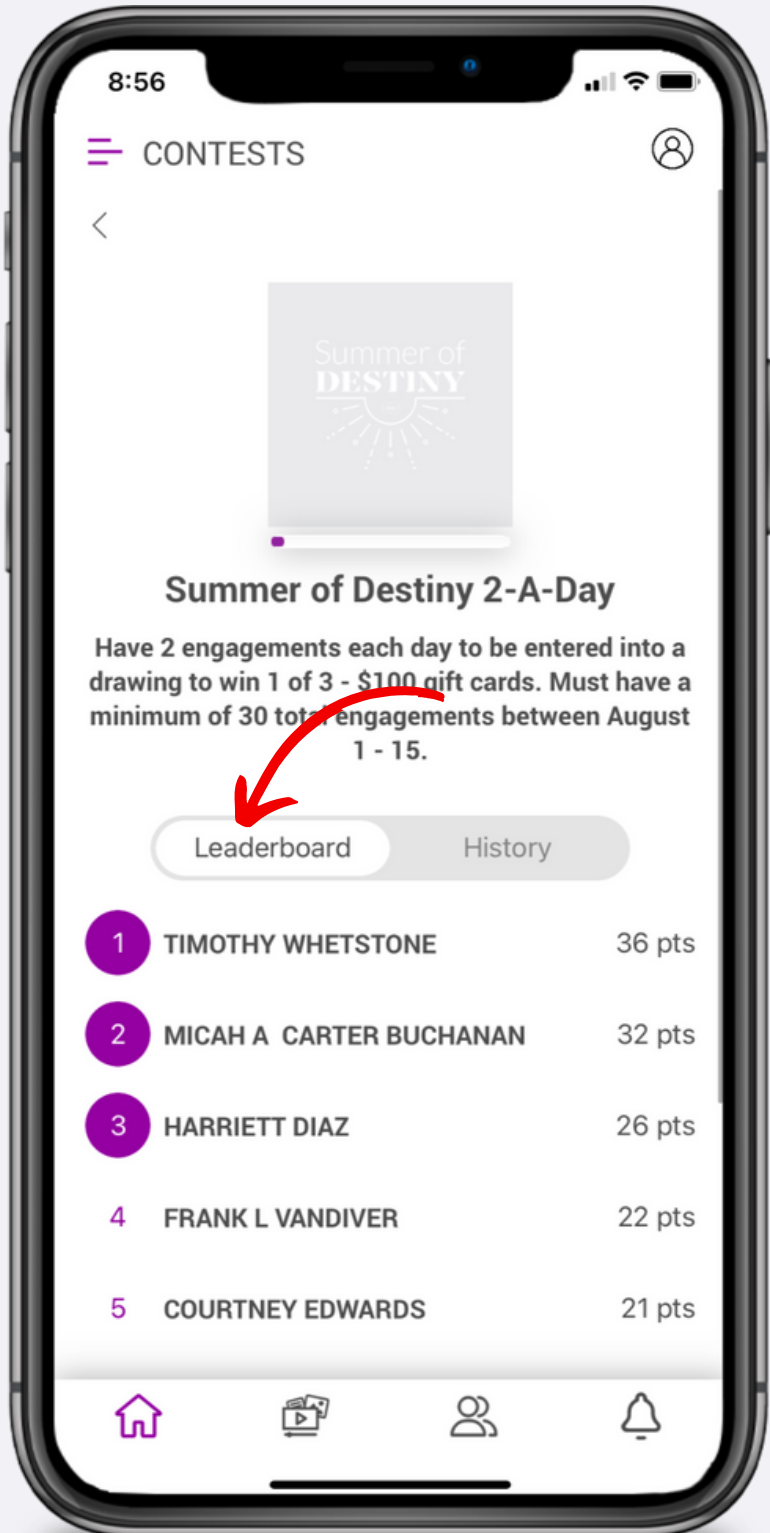 8:56
CONTESTS
Summer of
DESTINY
Summer of Destiny 2-A-Day
Have 2 engagements each day to be entered into a
drawing to win 1 of 3 - $100 gift cards. Must have a
minimum of 30 total engagements between August
1 - 15.
Leaderboard History
1 TIMOTHY WHETSTONE 36 pts
2 MICAH A  CARTER BUCHANAN 32 pts
3 HARRIETT DIAZ 26 pts
4 FRANK L VANDIVER 22 pts
5 COURTNEY EDWARDS 21 pts